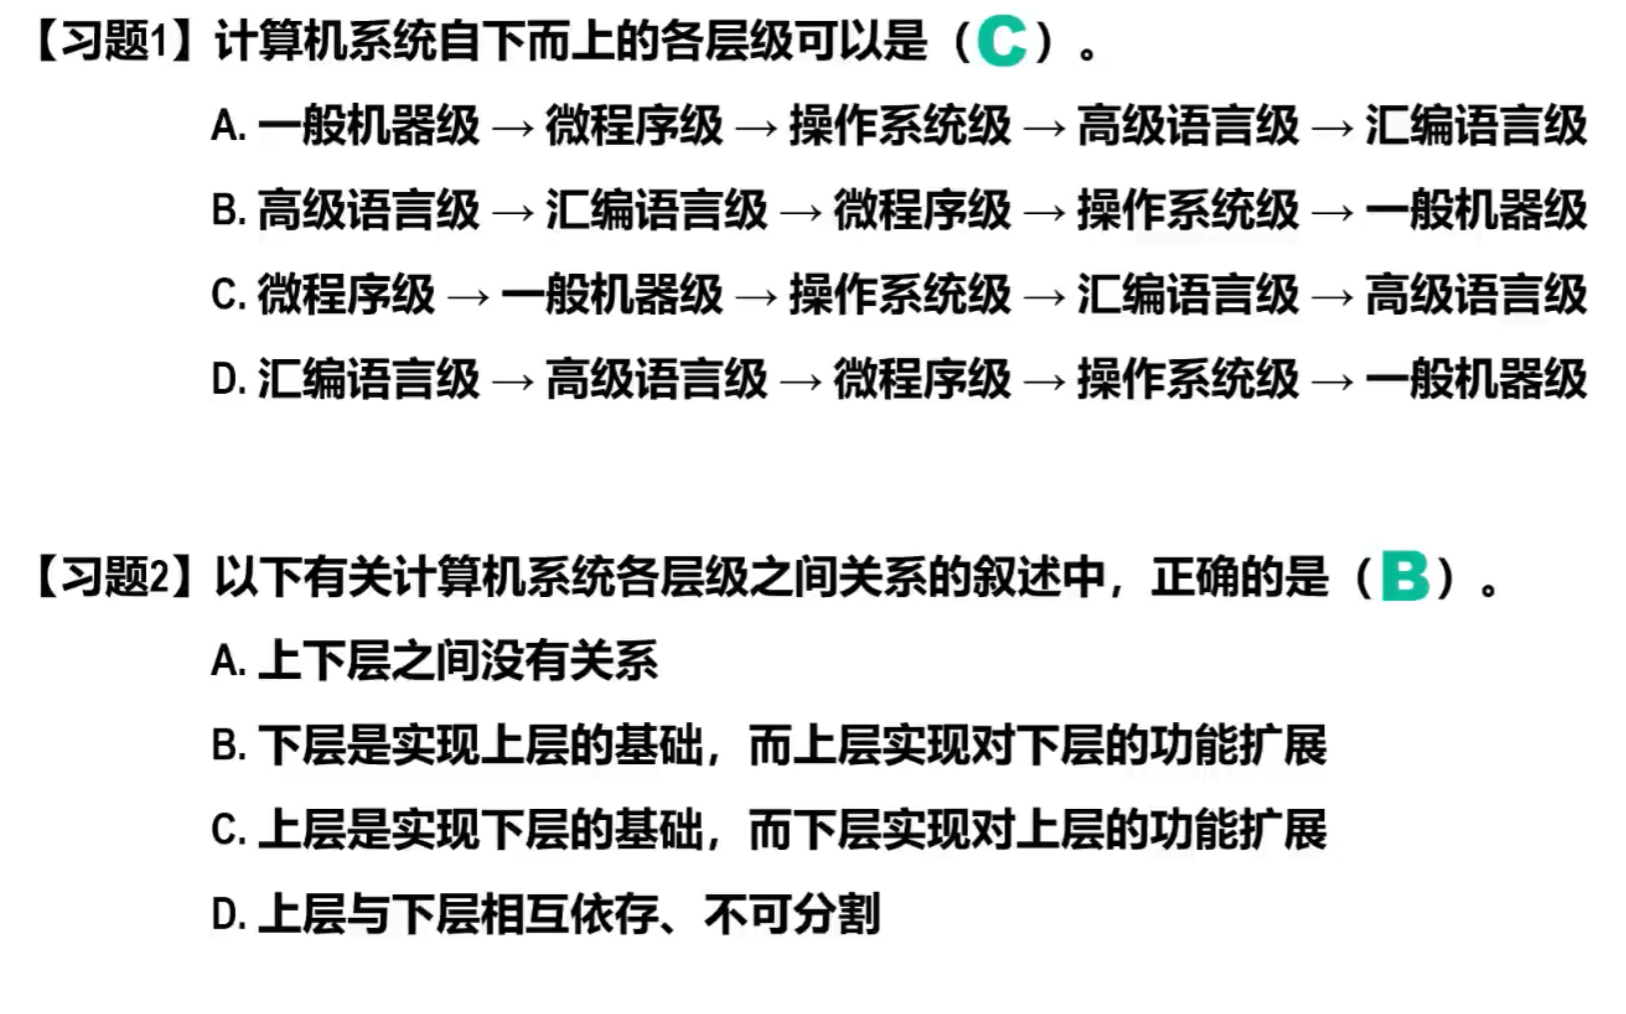 【习题1】计算机系统自下而上的各层级可以是（C）。
A. 一般机器级 → 微程序级 → 操作系统级 → 高级语言级 → 汇编语言级
B. 高级语言级 → 汇编语言级 → 微程序级 → 操作系统级 → 一般机器级
C. 微程序级 → 一般机器级 → 操作系统级 → 汇编语言级 → 高级语言级
D. 汇编语言级 → 高级语言级 → 微程序级 → 操作系统级 → 一般机器级
【习题2】以下有关计算机系统各层级之间关系的叙述中，正确的是（B）。
A. 上下层之间没有关系
B. 下层是实现上层的基础，而上层实现对下层的功能扩展
C. 上层是实现下层的基础，而下层实现对上层的功能扩展
D. 上层与下层相互依存、不可分割